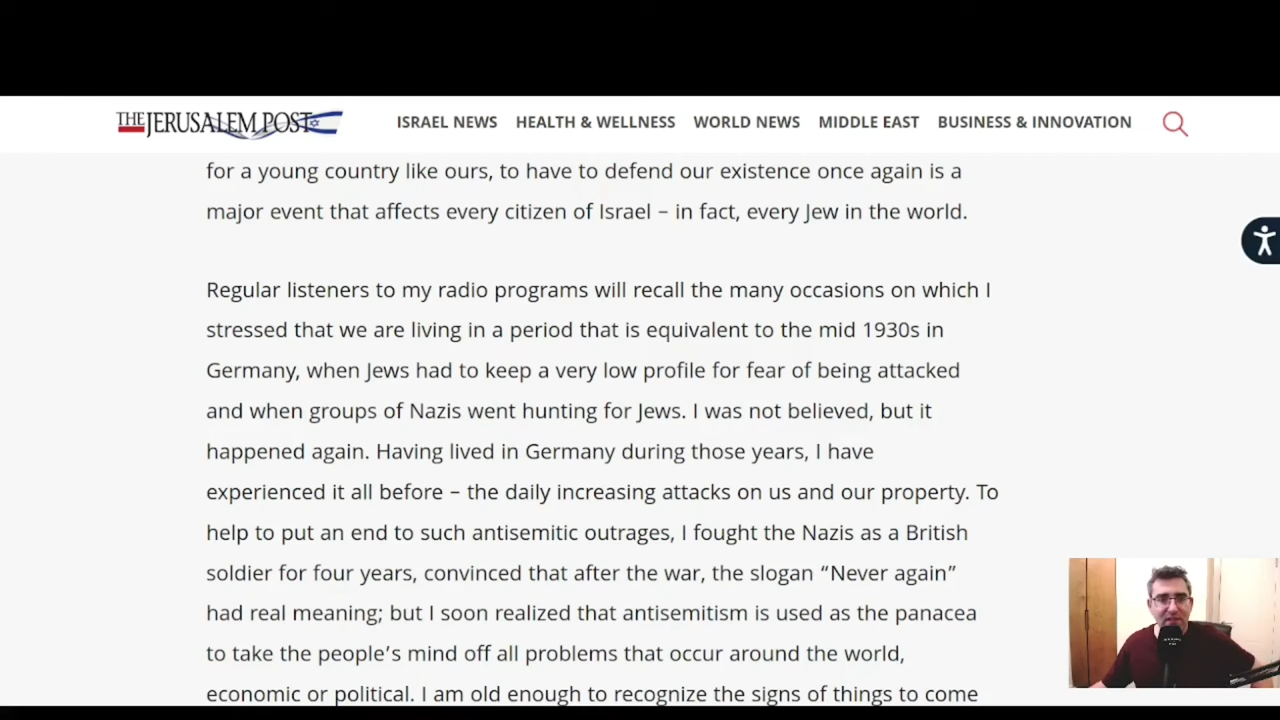 THE JERUSALEM POST
ISRAEL NEWS HEALTH & WELLNESS WORLD NEWS MIDDLE EAST BUSINESS & INNOVATION
for a young country like ours, to have to defend our existence once again is a
major event that affects every citizen of Israel – in fact, every Jew in the world.
Regular listeners to my radio programs will recall the many occasions on which I
stressed that we are living in a period that is equivalent to the mid 1930s in
Germany, when Jews had to keep a very low profile for fear of being attacked
and when groups of Nazis went hunting for Jews. I was not believed, but it
happened again. Having lived in Germany during those years, I have
experienced it all before – the daily increasing attacks on us and our property. To
help to put an end to such antisemitic outrages, I fought the Nazis as a British
soldier for four years, convinced that after the war, the slogan “Never again”
had real meaning; but I soon realized that antisemitism is used as the panacea
to take the people’s mind off all problems that occur around the world,
economic or political. I am old enough to recognize the signs of things to come